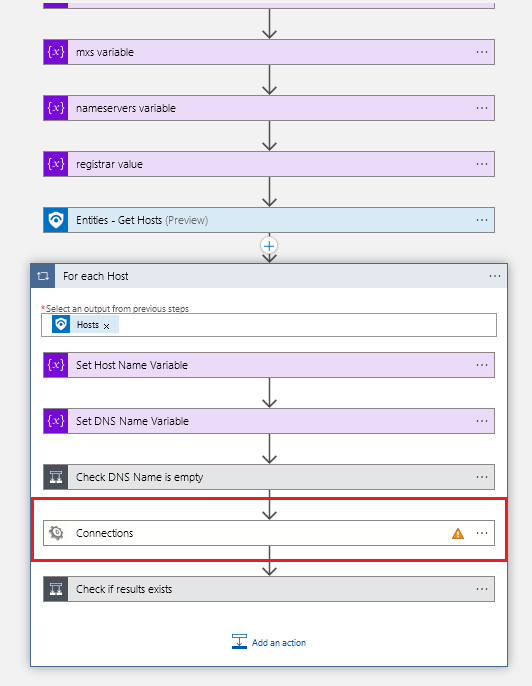 {x} mxs variable ...
{x} nameservers variable ...
{x} registrar value ...
Entities - Get Hosts (Preview) ...
For each Host ...
*Select an output from previous steps
Hosts x
{x} Set Host Name Variable ...
{x} Set DNS Name Variable ...
Check DNS Name is empty ...
Connections ...
Check if results exists ...
Add an action